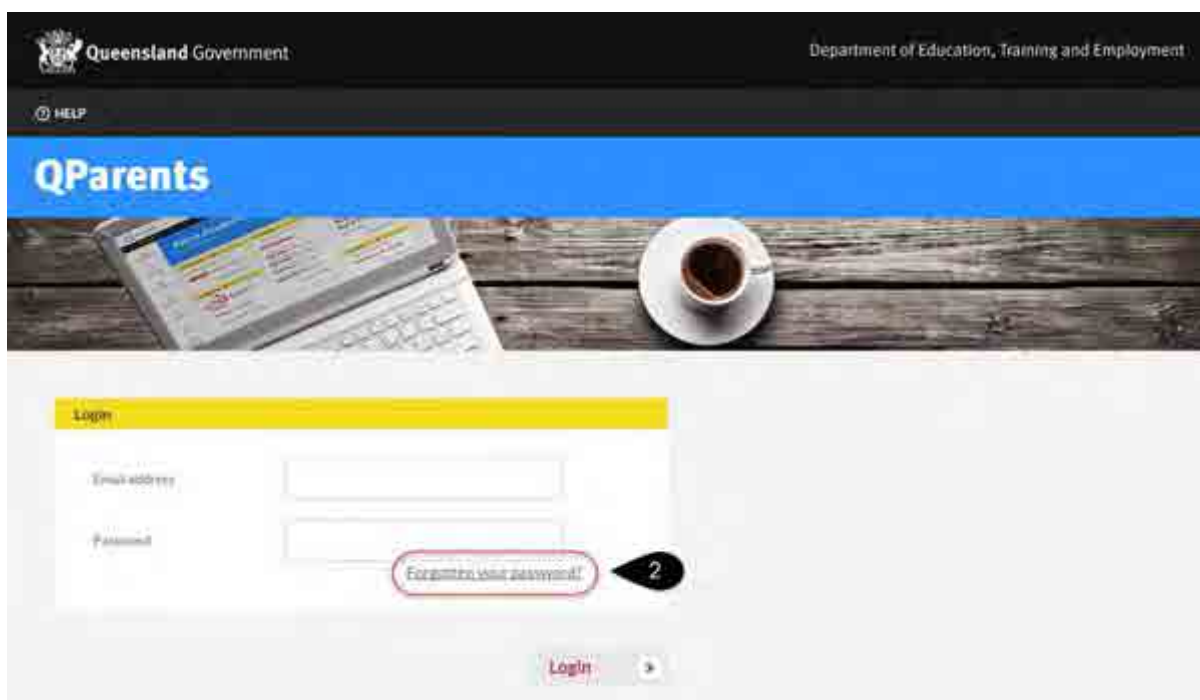 Queensland Government
Department of Education, Training and Employment
HELP
QParents
Login
Email address
Password
Forgotten your password?
2
Login